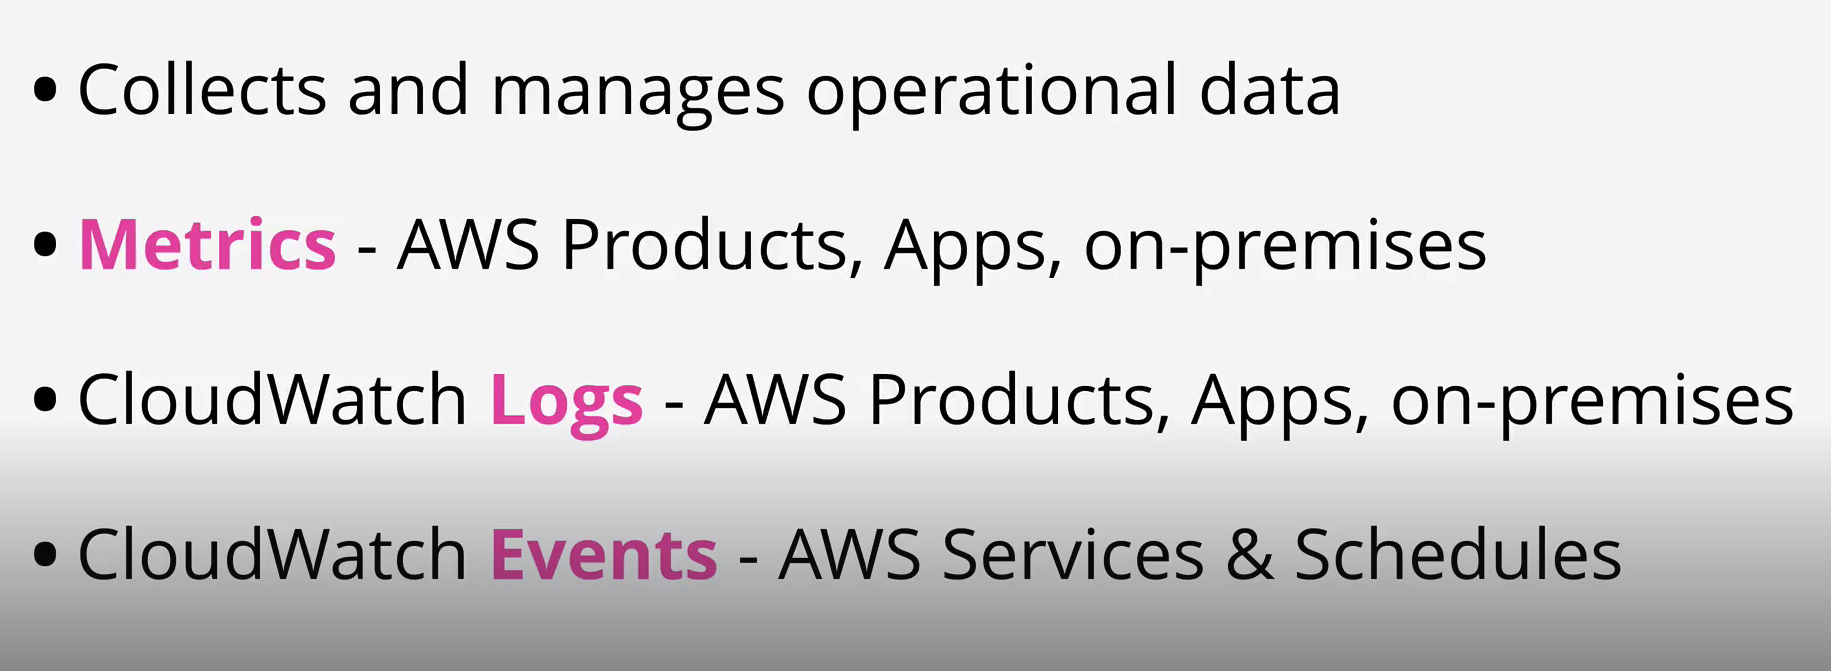 • Collects and manages operational data
• Metrics - AWS Products, Apps, on-premises
• CloudWatch Logs - AWS Products, Apps, on-premises
• CloudWatch Events - AWS Services & Schedules